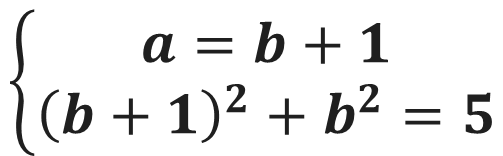 a = b + 1
(b + 1)² + b² = 5